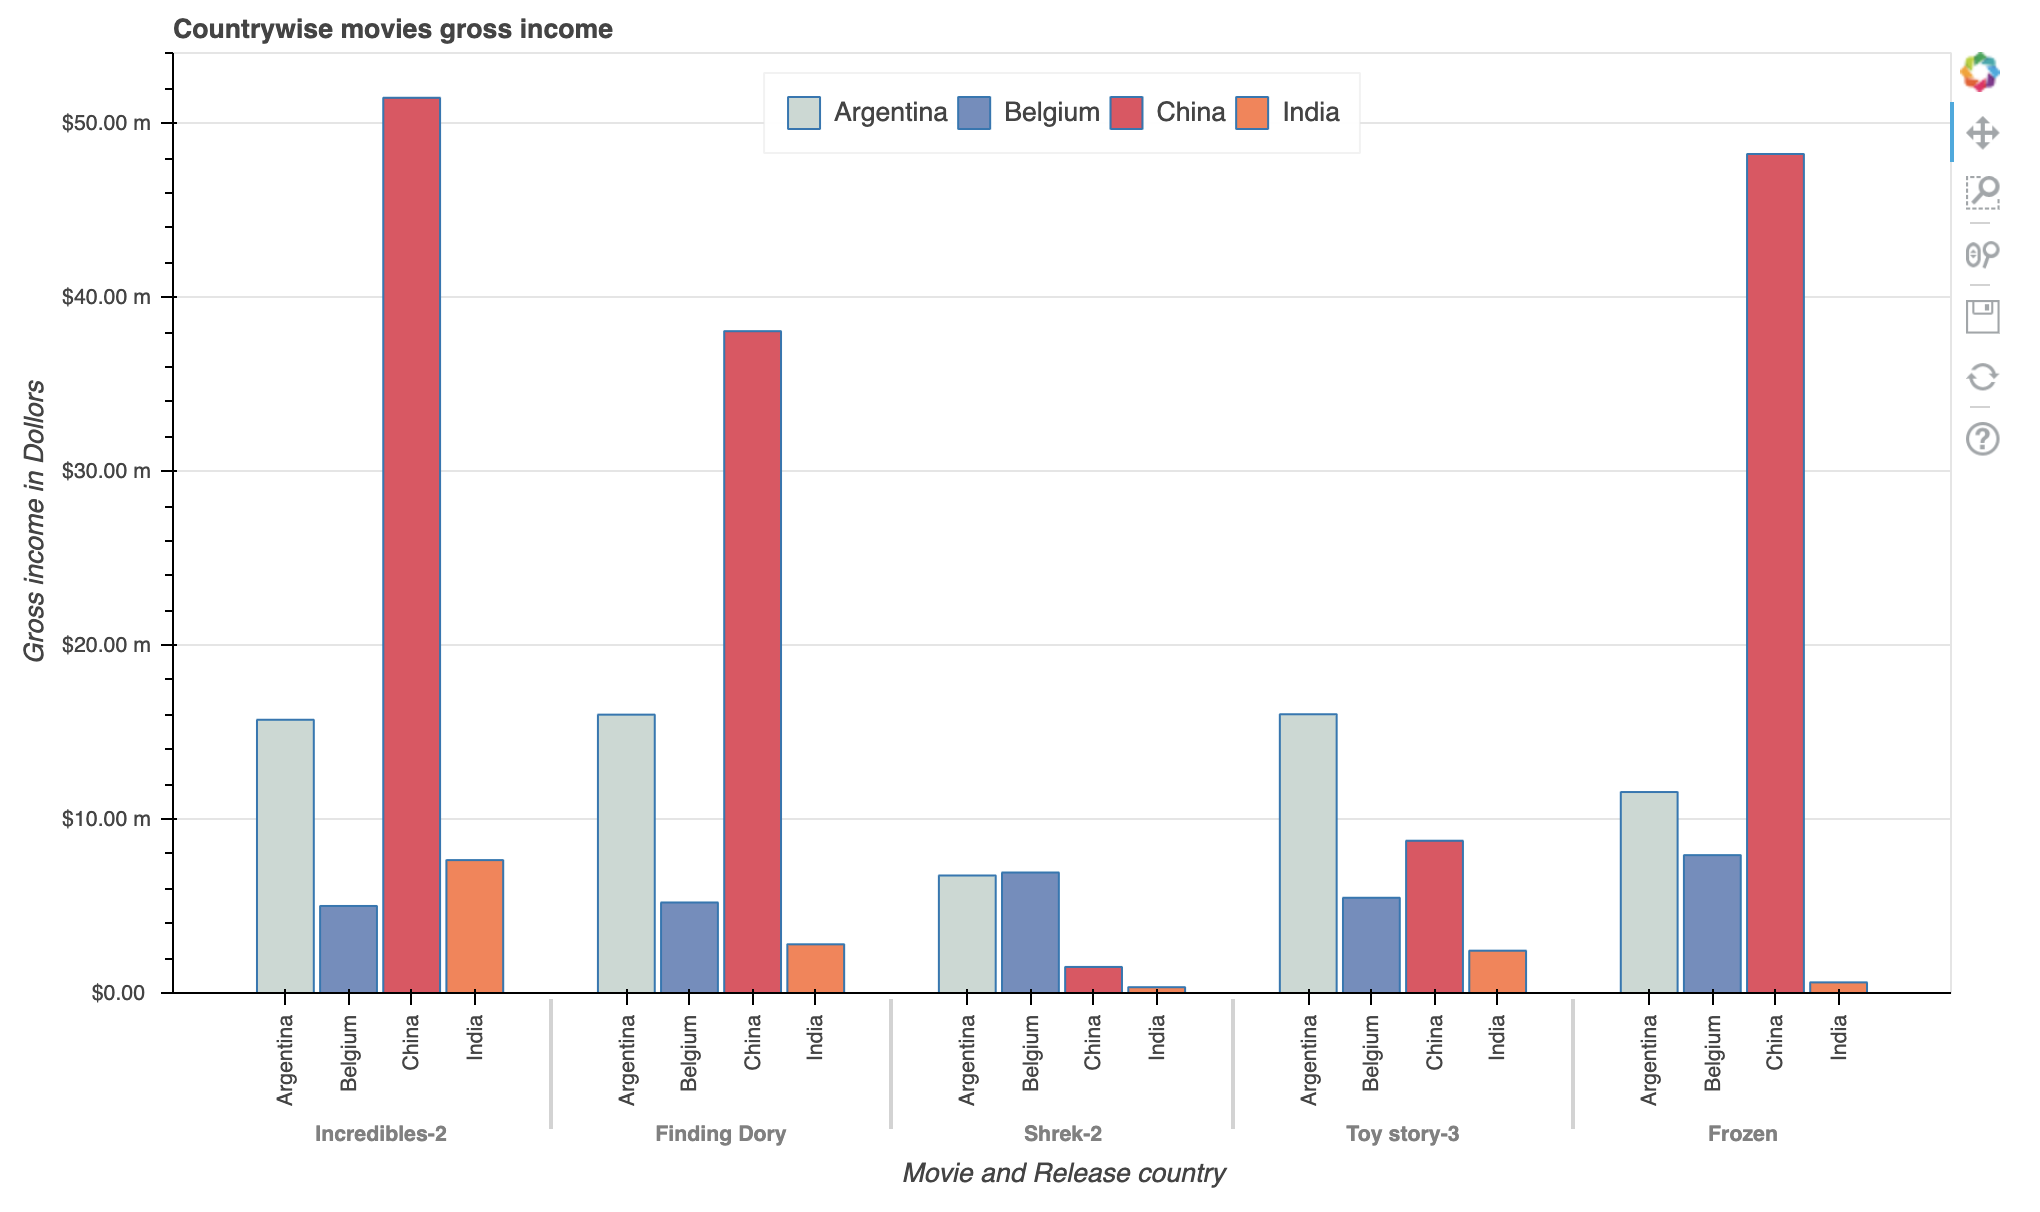 Countrywise movies gross income
Argentina Belgium China India
$50.00 m
$40.00 m
$30.00 m
$20.00 m
$10.00 m
$0.00
Gross income in Dollors
Argentina Belgium China India Argentina Belgium China India Argentina Belgium China India Argentina Belgium China India Argentina Belgium China India
Incredibles-2 Finding Dory Shrek-2 Toy story-3 Frozen
Movie and Release country